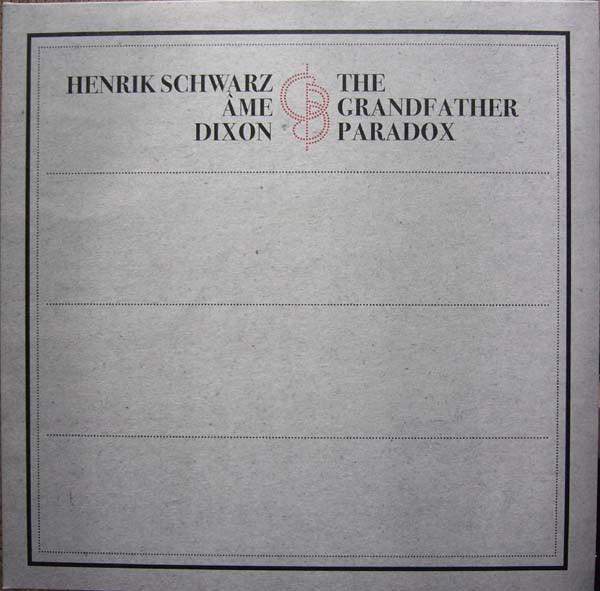 HENRIK SCHWARZ
ÂME
DIXON
THE
GRANDFATHER
PARADOX